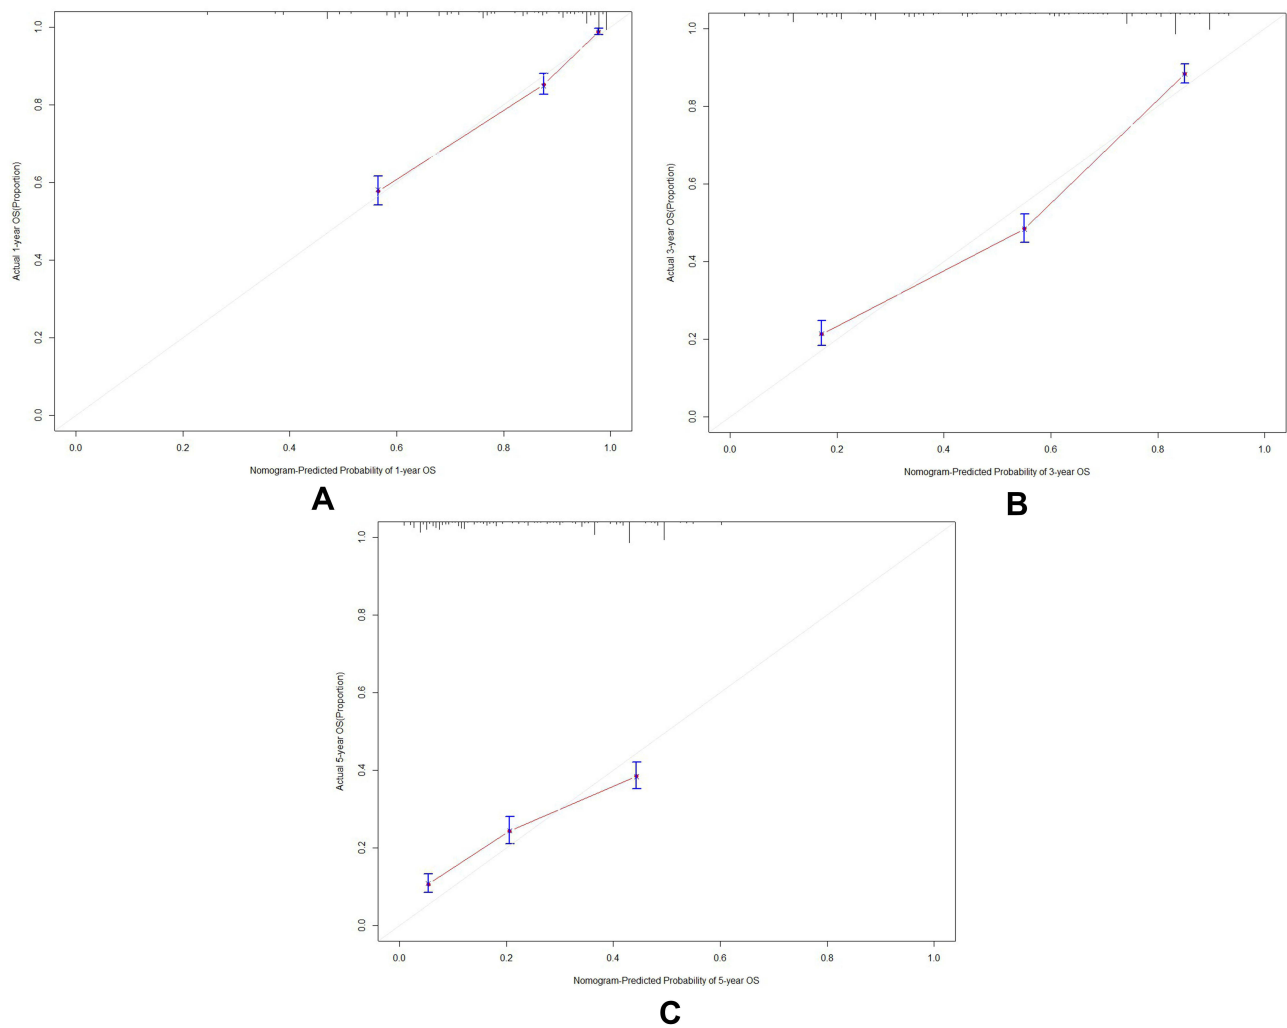 1.0
0.8
0.6
0.4
0.2
0.0
Actual 1-year OS(Proportion)
0.0 0.2 0.4 0.6 0.8 1.0
Nomogram-Predicted Probability of 1-year OS
A
1.0
0.8
0.6
0.4
0.2
0.0
Actual 3-year OS(Proportion)
0.0 0.2 0.4 0.6 0.8 1.0
Nomogram-Predicted Probability of 3-year OS
B
1.0
0.8
0.6
0.4
0.2
0.0
Actual 5-year OS(Proportion)
0.0 0.2 0.4 0.6 0.8 1.0
Nomogram-Predicted Probability of 5-year OS
C